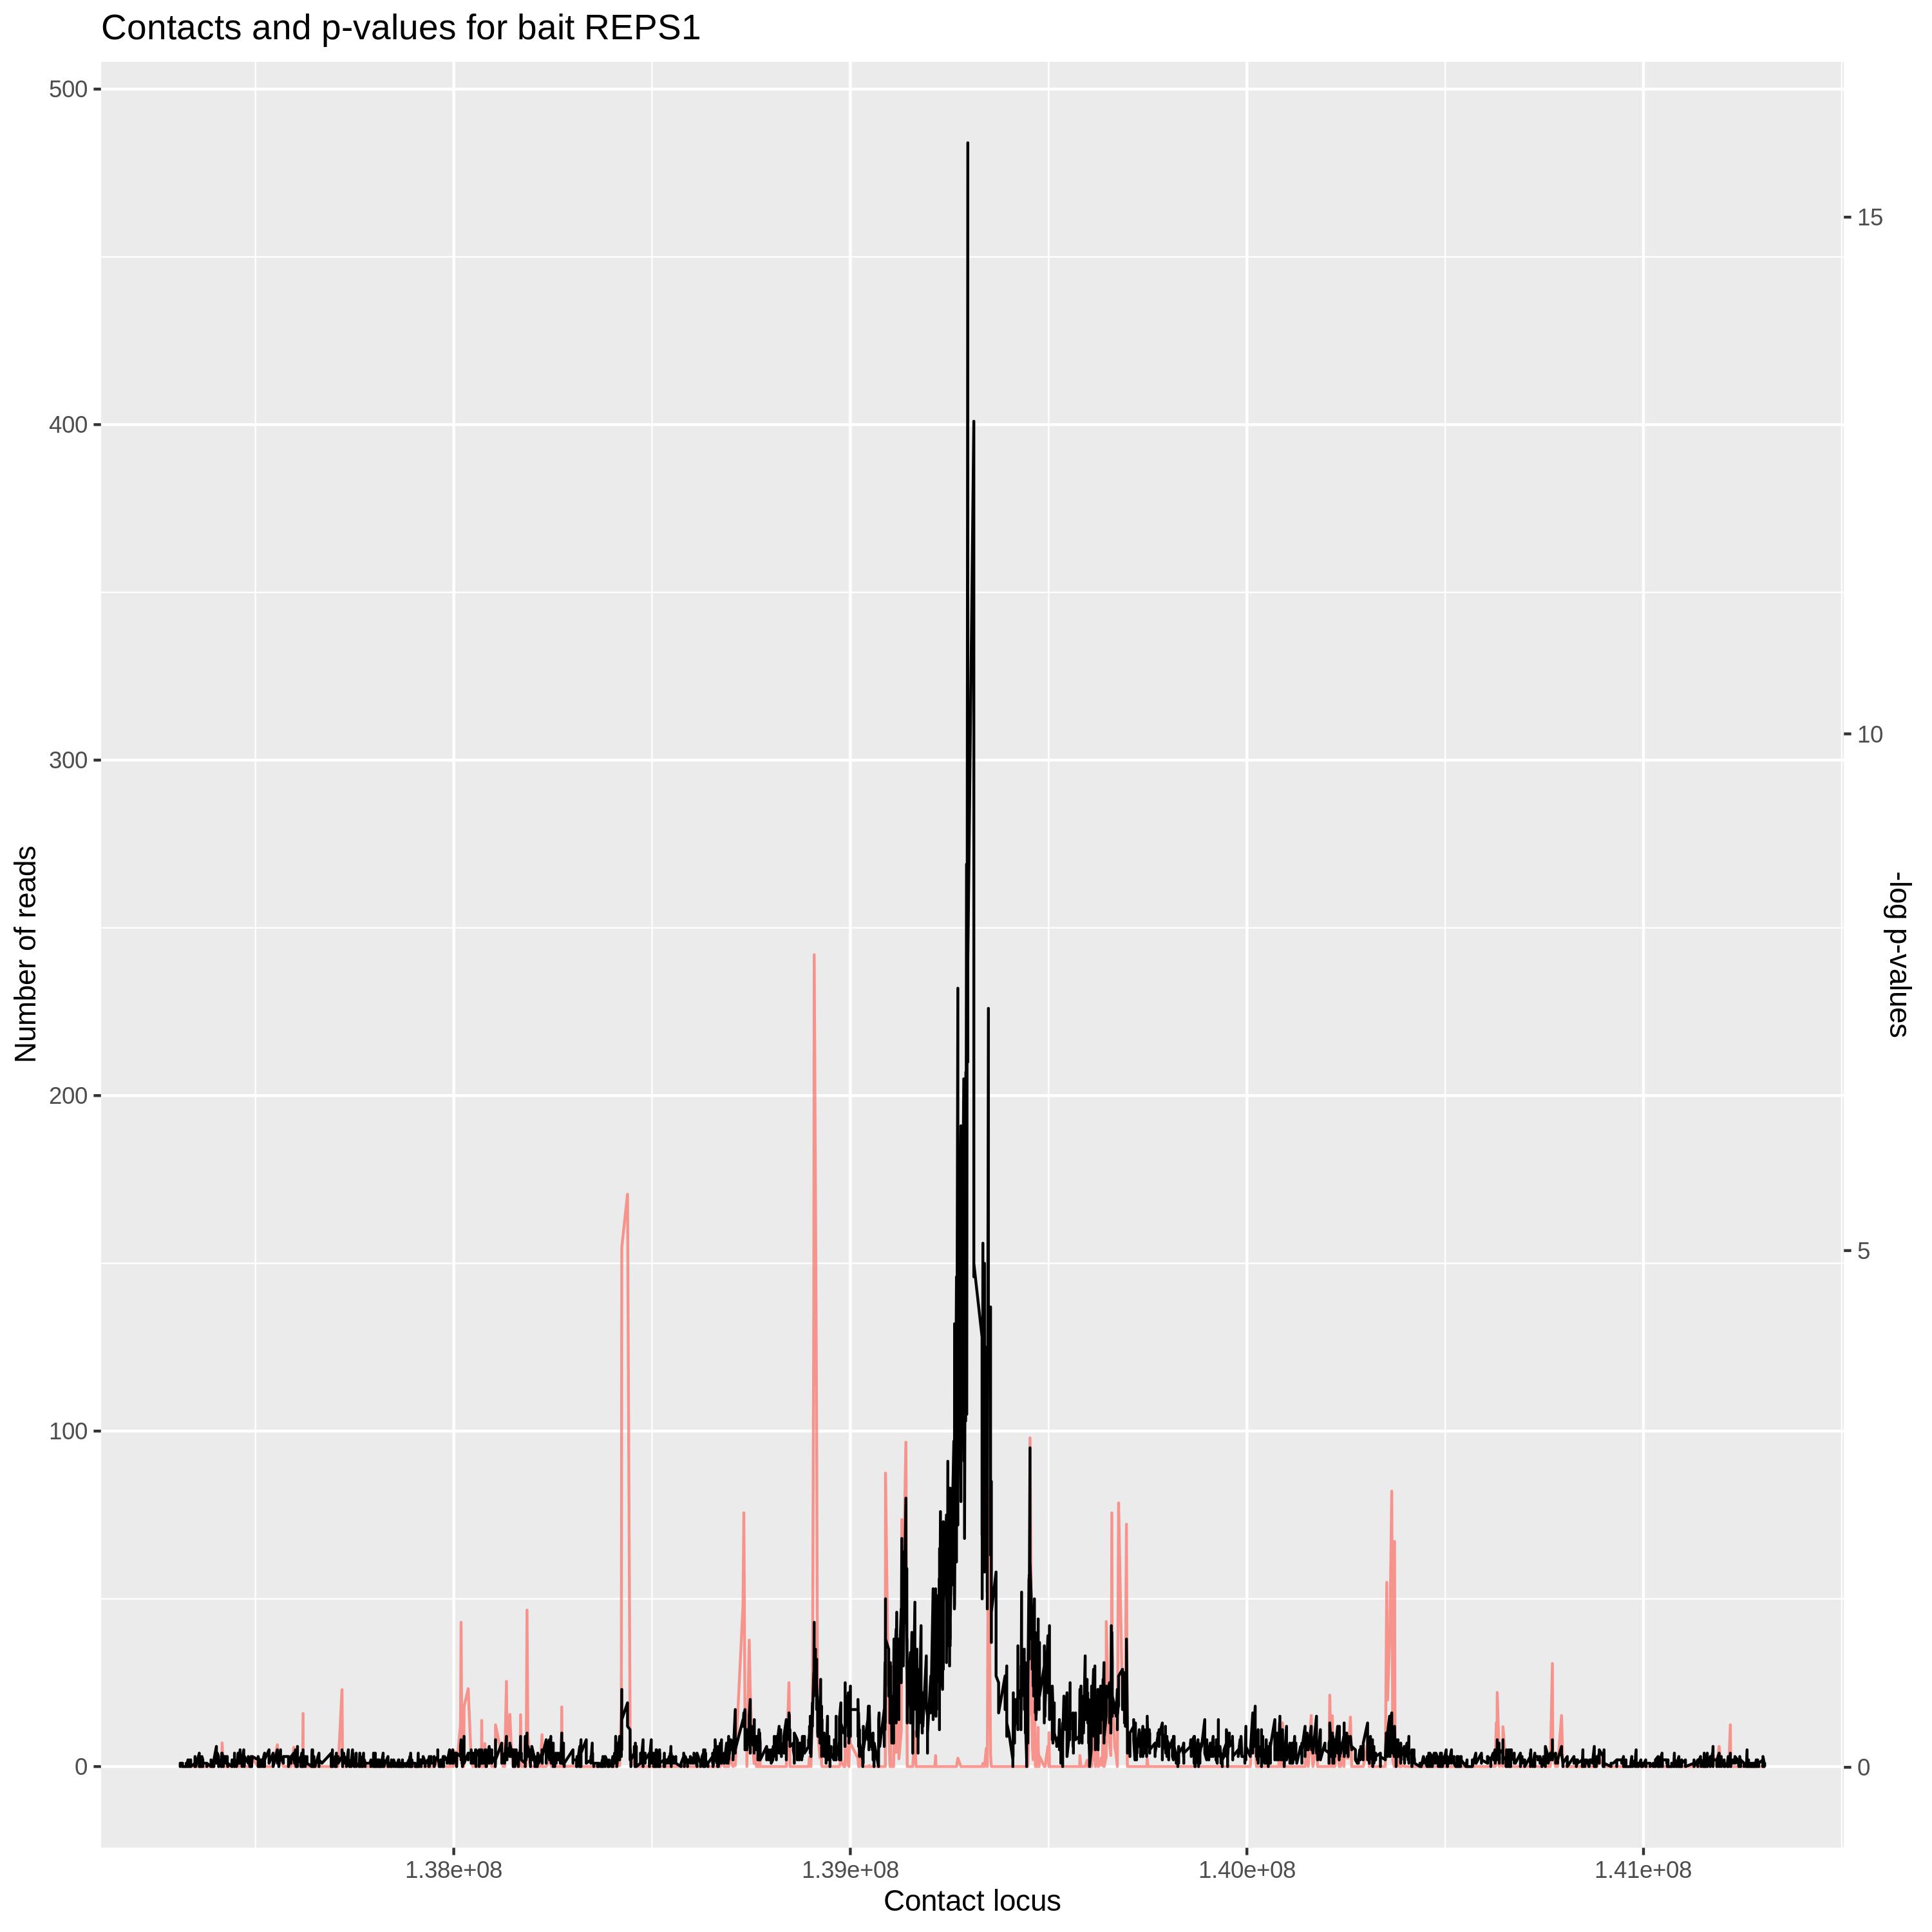 Contacts and p-values for bait REPS1
500
400
300
200
100
0
15
10
5
0
Number of reads
-log p-values
1.38e+08 1.39e+08 1.40e+08 1.41e+08
Contact locus